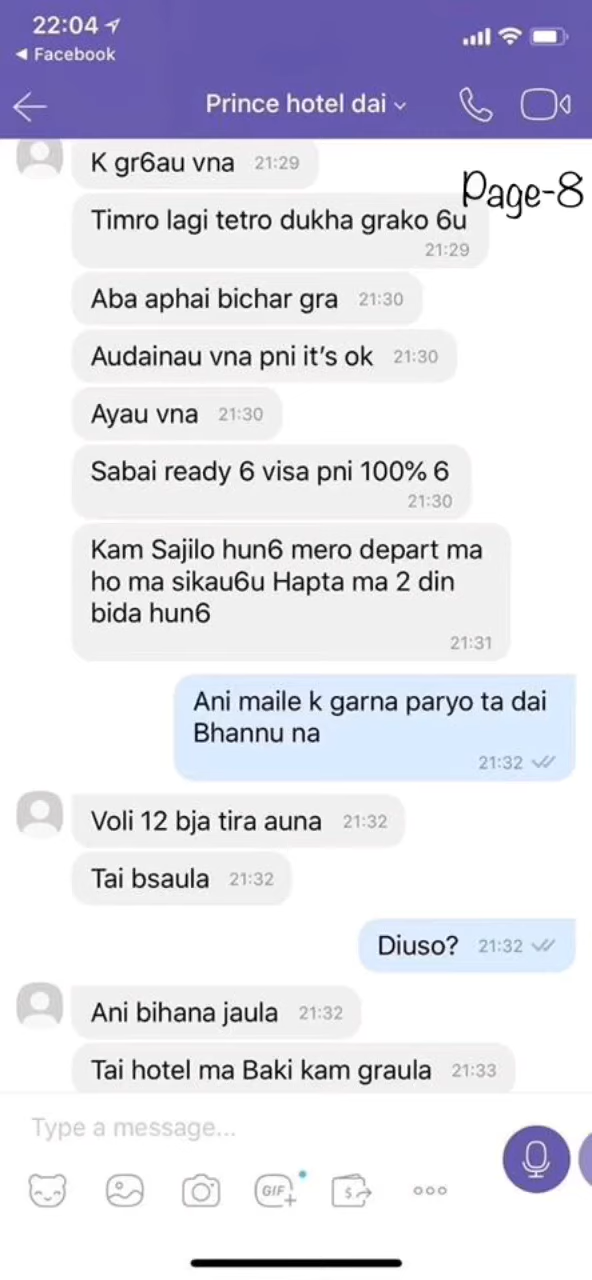 22:04
Facebook
Prince hotel dai
K gr6au vna 21:29
Page-8
Timro lagi tetro dukha grako 6u
21:29
Aba aphai bichar gra 21:30
Audainau vna pni it's ok 21:30
Ayau vna 21:30
Sabai ready 6 visa pni 100% 6
21:30
Kam Sajilo hun6 mero depart ma
ho ma sikau6u Hapta ma 2 din
bida hun6
21:31
Ani maile k garna paryo ta dai
Bhannu na
21:32
Voli 12 bja tira auna 21:32
Tai bsaula 21:32
Diuso? 21:32
Ani bihana jaula 21:32
Tai hotel ma Baki kam graula 21:33
Type a message...
GIF